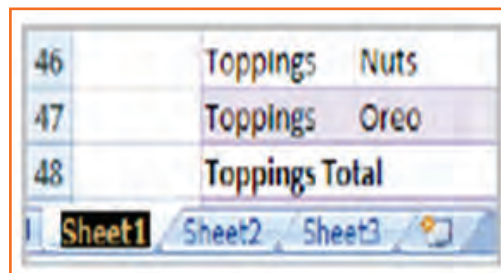 46 Toppings Nuts
47 Toppings Oreo
48 Toppings Total
Sheet1 Sheet2 Sheet3